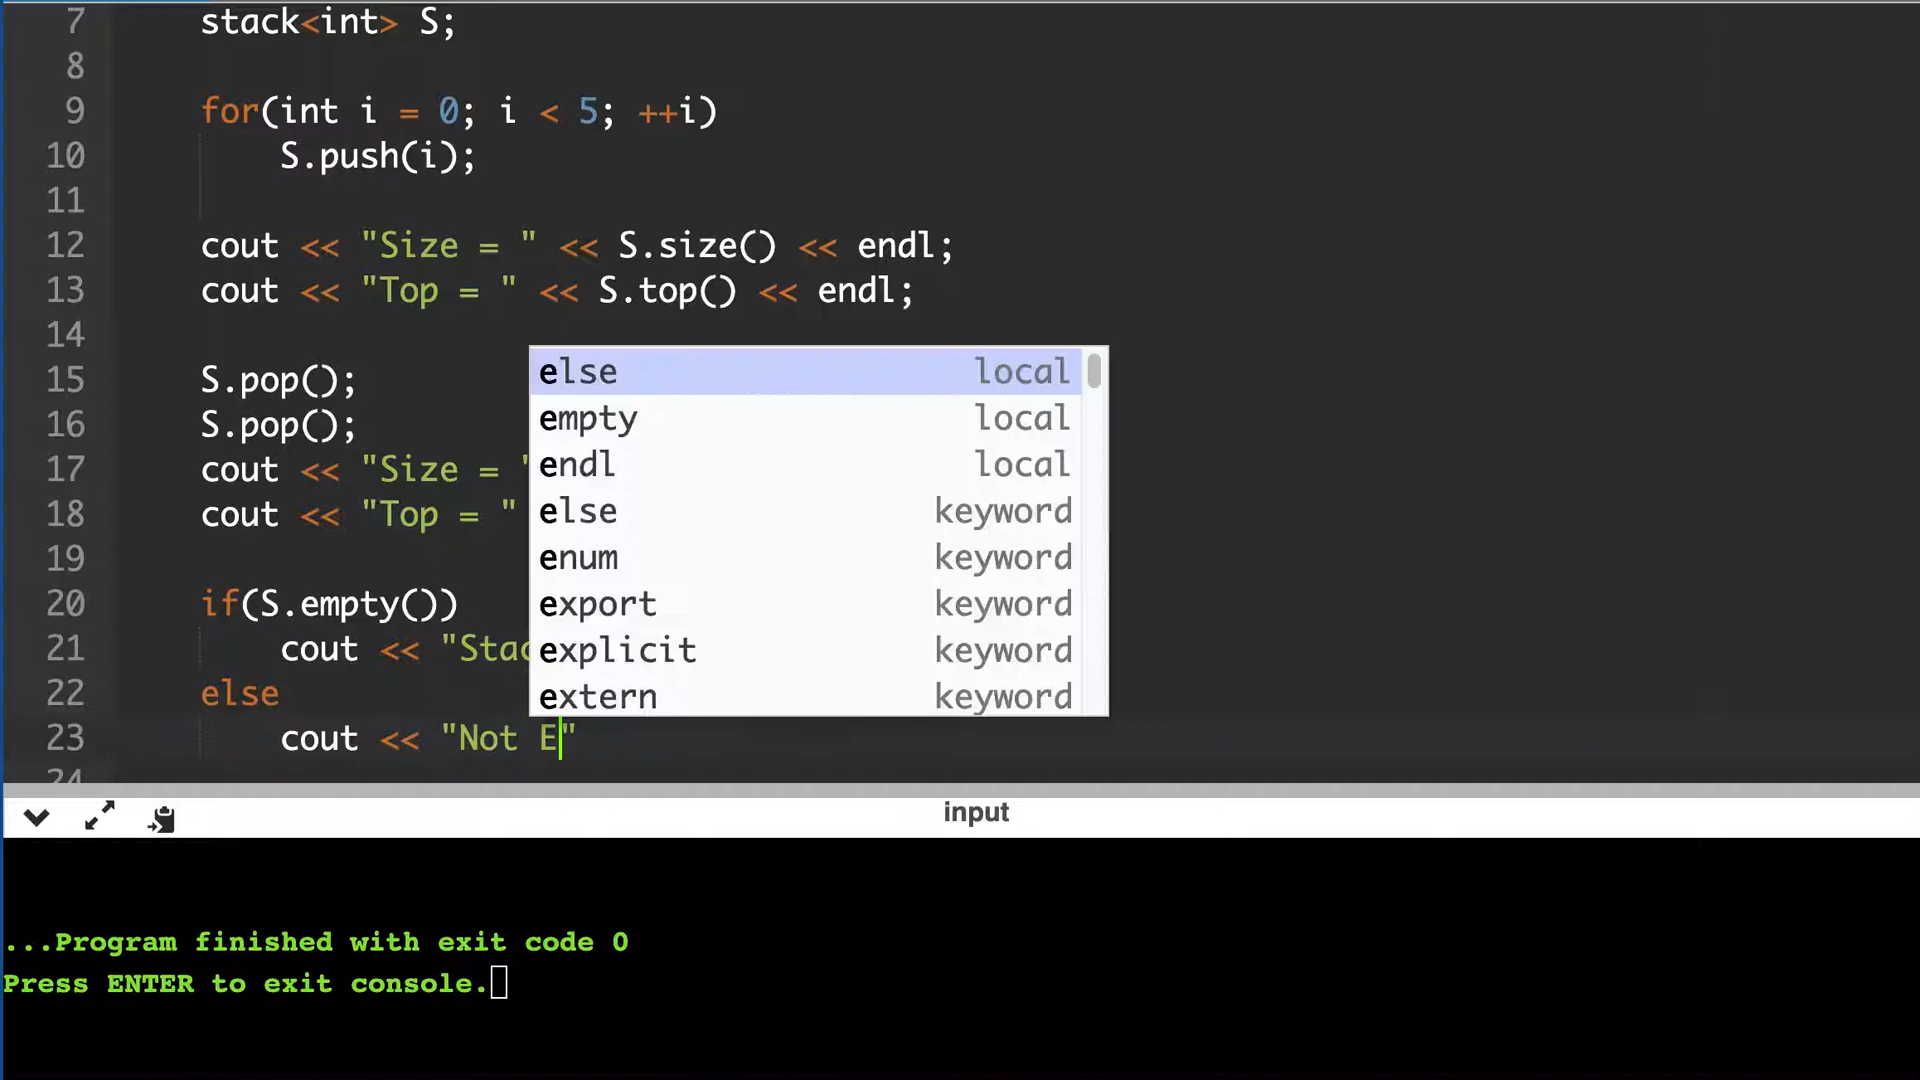 7 stack<int> S;
8
9 for(int i = 0; i < 5; ++i)
10 S.push(i);
11
12 cout << "Size = " << S.size() << endl;
13 cout << "Top = " << S.top() << endl;
14
15 S.pop();
16 S.pop();
17 cout << "Size = "
18 cout << "Top = "
19
20 if(S.empty())
21 cout << "Stac
22 else
23 cout << "Not E"
24
else local
empty local
endl local
else keyword
enum keyword
export keyword
explicit keyword
extern keyword
input
...Program finished with exit code 0
Press ENTER to exit console.